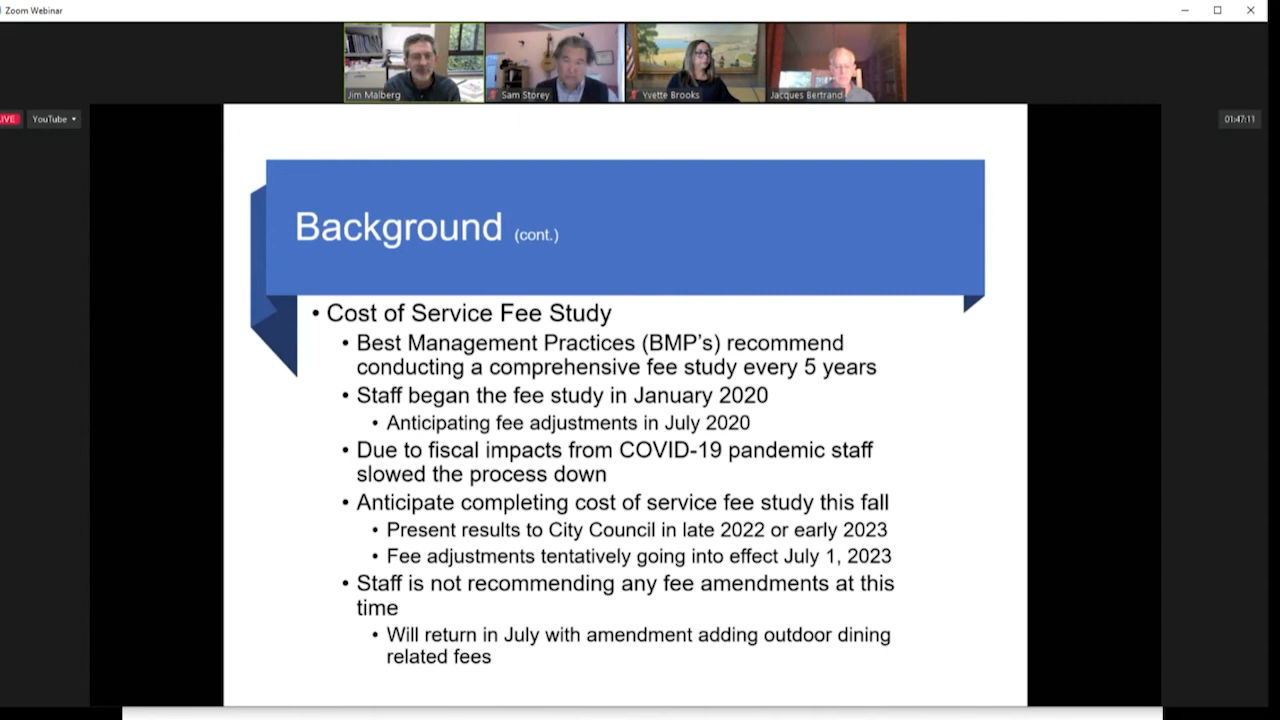 Zoom Webinar
Jim Malberg
Sam Storey
Yvette Brooks
Jacques Bertrand
LIVE
YouTube
01:47:11
Background (cont.)
• Cost of Service Fee Study
• Best Management Practices (BMP's) recommend
conducting a comprehensive fee study every 5 years
• Staff began the fee study in January 2020
• Anticipating fee adjustments in July 2020
• Due to fiscal impacts from COVID-19 pandemic staff
slowed the process down
• Anticipate completing cost of service fee study this fall
• Present results to City Council in late 2022 or early 2023
• Fee adjustments tentatively going into effect July 1, 2023
• Staff is not recommending any fee amendments at this
time
• Will return in July with amendment adding outdoor dining
related fees